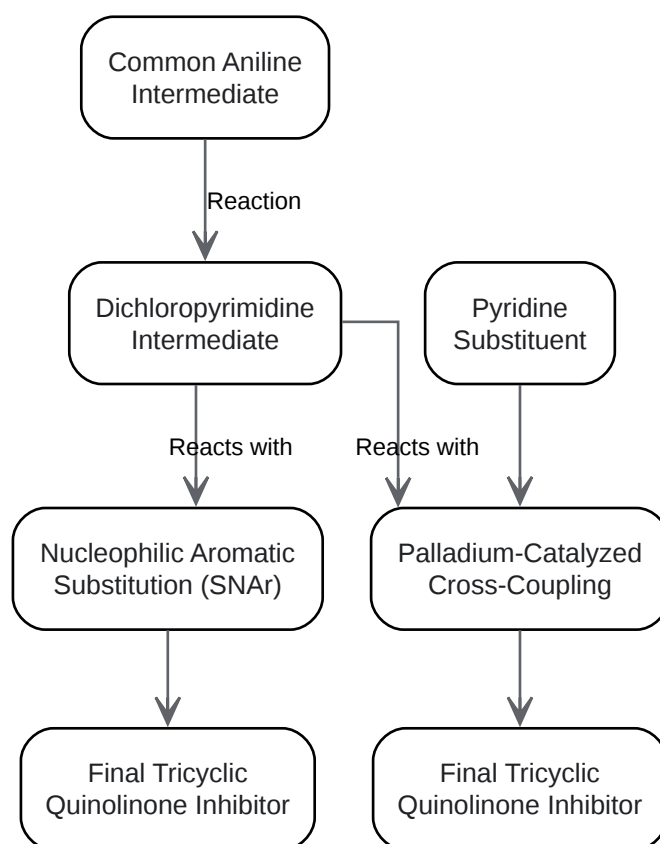 Common Aniline
Intermediate
Reaction
Dichloropyrimidine
Intermediate
Pyridine
Substituent
Reacts with
Reacts with
Nucleophilic Aromatic
Substitution (SNAr)
Palladium-Catalyzed
Cross-Coupling
Final Tricyclic
Quinolinone Inhibitor
Final Tricyclic
Quinolinone Inhibitor